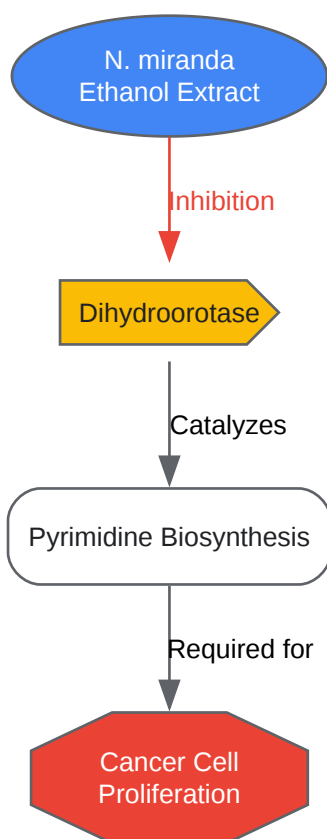 N. miranda
Ethanol Extract
Inhibition
Dihydroorotase
Catalyzes
Pyrimidine Biosynthesis
Required for
Cancer Cell
Proliferation